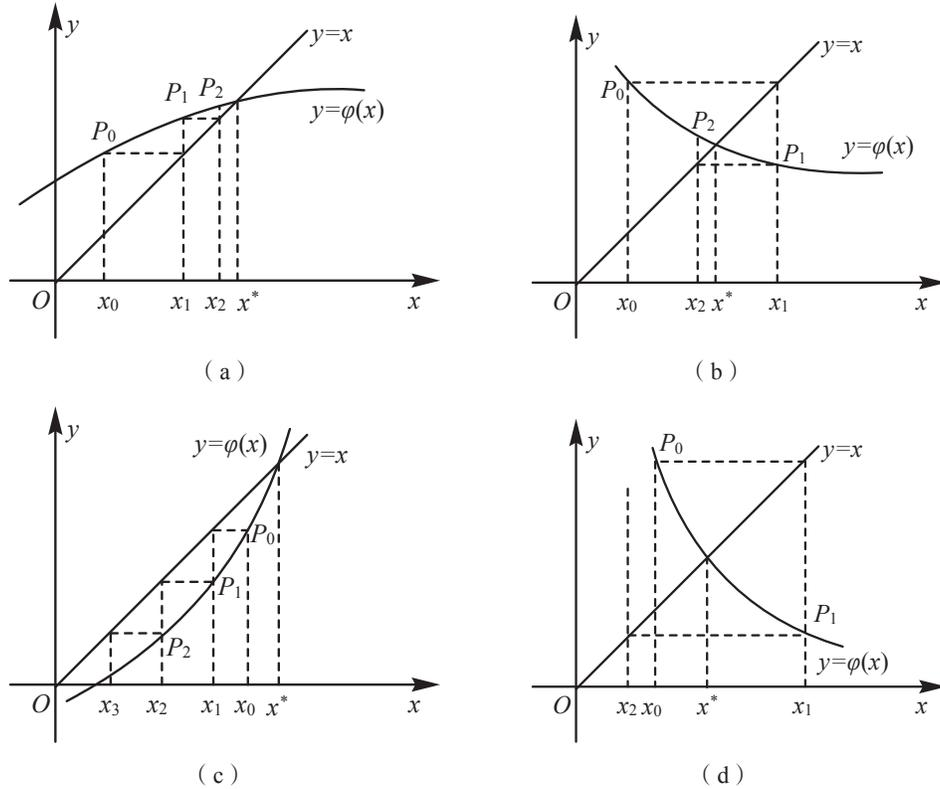 y
y=x
P₀
P₁
P₂
y=φ(x)
O
x₀
x₁
x₂
x*
x
（a）
y
y=x
P₀
P₂
P₁
y=φ(x)
O
x₀
x₂
x*
x₁
x
（b）
y
y=φ(x)
y=x
P₀
P₁
P₂
O
x₃
x₂
x₁
x₀
x*
x
（c）
y
P₀
y=x
P₁
y=φ(x)
O
x₂
x₀
x*
x₁
x
（d）